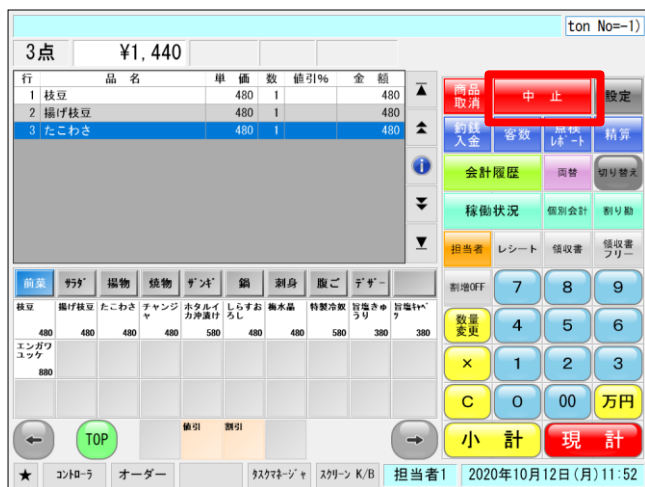 ton No=-1)
3点 ¥1,440
行 品 名 単 価 数 値引% 金 額
1 枝豆 480 1 480
2 揚げ枝豆 480 1 480
3 たこわさ 480 1 480
商品取消 中 止 設定
釣銭入金 客数 点検ﾚﾎﾟｰﾄ 精算
会計履歴 両替 切り替え
稼働状況 個別会計 割り勘
担当者 レシート 領収書 領収書フリー
前菜 ｻﾗﾀﾞ 揚物 焼物 ｻﾞﾝｷﾞ 鍋 刺身 腹ご ﾃﾞｻﾞｰ
枝豆 揚げ枝豆 たこわさ チャンジャ ホタルイカ沖漬け しらすおろし 梅水晶 特製冷奴 旨塩きゅうり 旨塩ｷｬﾍﾞﾂ
480 480 480 480 580 480 480 580 380 380
エンガワユッケ
880
値引 割引
TOP
割増OFF 7 8 9
数量変更 4 5 6
× 1 2 3
C 0 00 万円
小 計 現 計
★ ｺﾝﾄﾛｰﾗ オーダー ﾀｽｸﾏﾈｰｼﾞｬ ｽｸﾘｰﾝ K/B 担当者1 2020年10月12日(月)11:52